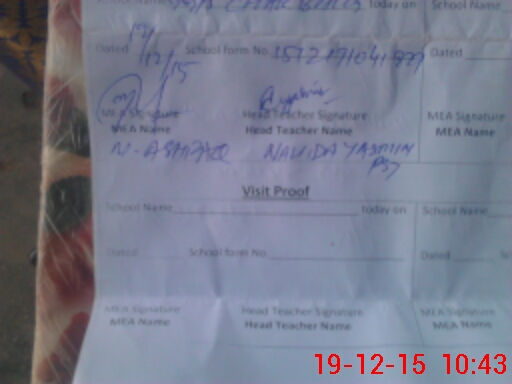 today on School Name
19/12/15
Dated School form No. Dated
MEA Signature Head Teacher Signature MEA Signature
MEA Name Head Teacher Name MEA Name
NAHIDA YASMIN
Visit Proof
School Name today on School Name
Dated School form No. Dated
MEA Signature Head Teacher Signature MEA Signature
MEA Name Head Teacher Name MEA Name
19-12-15 10:43